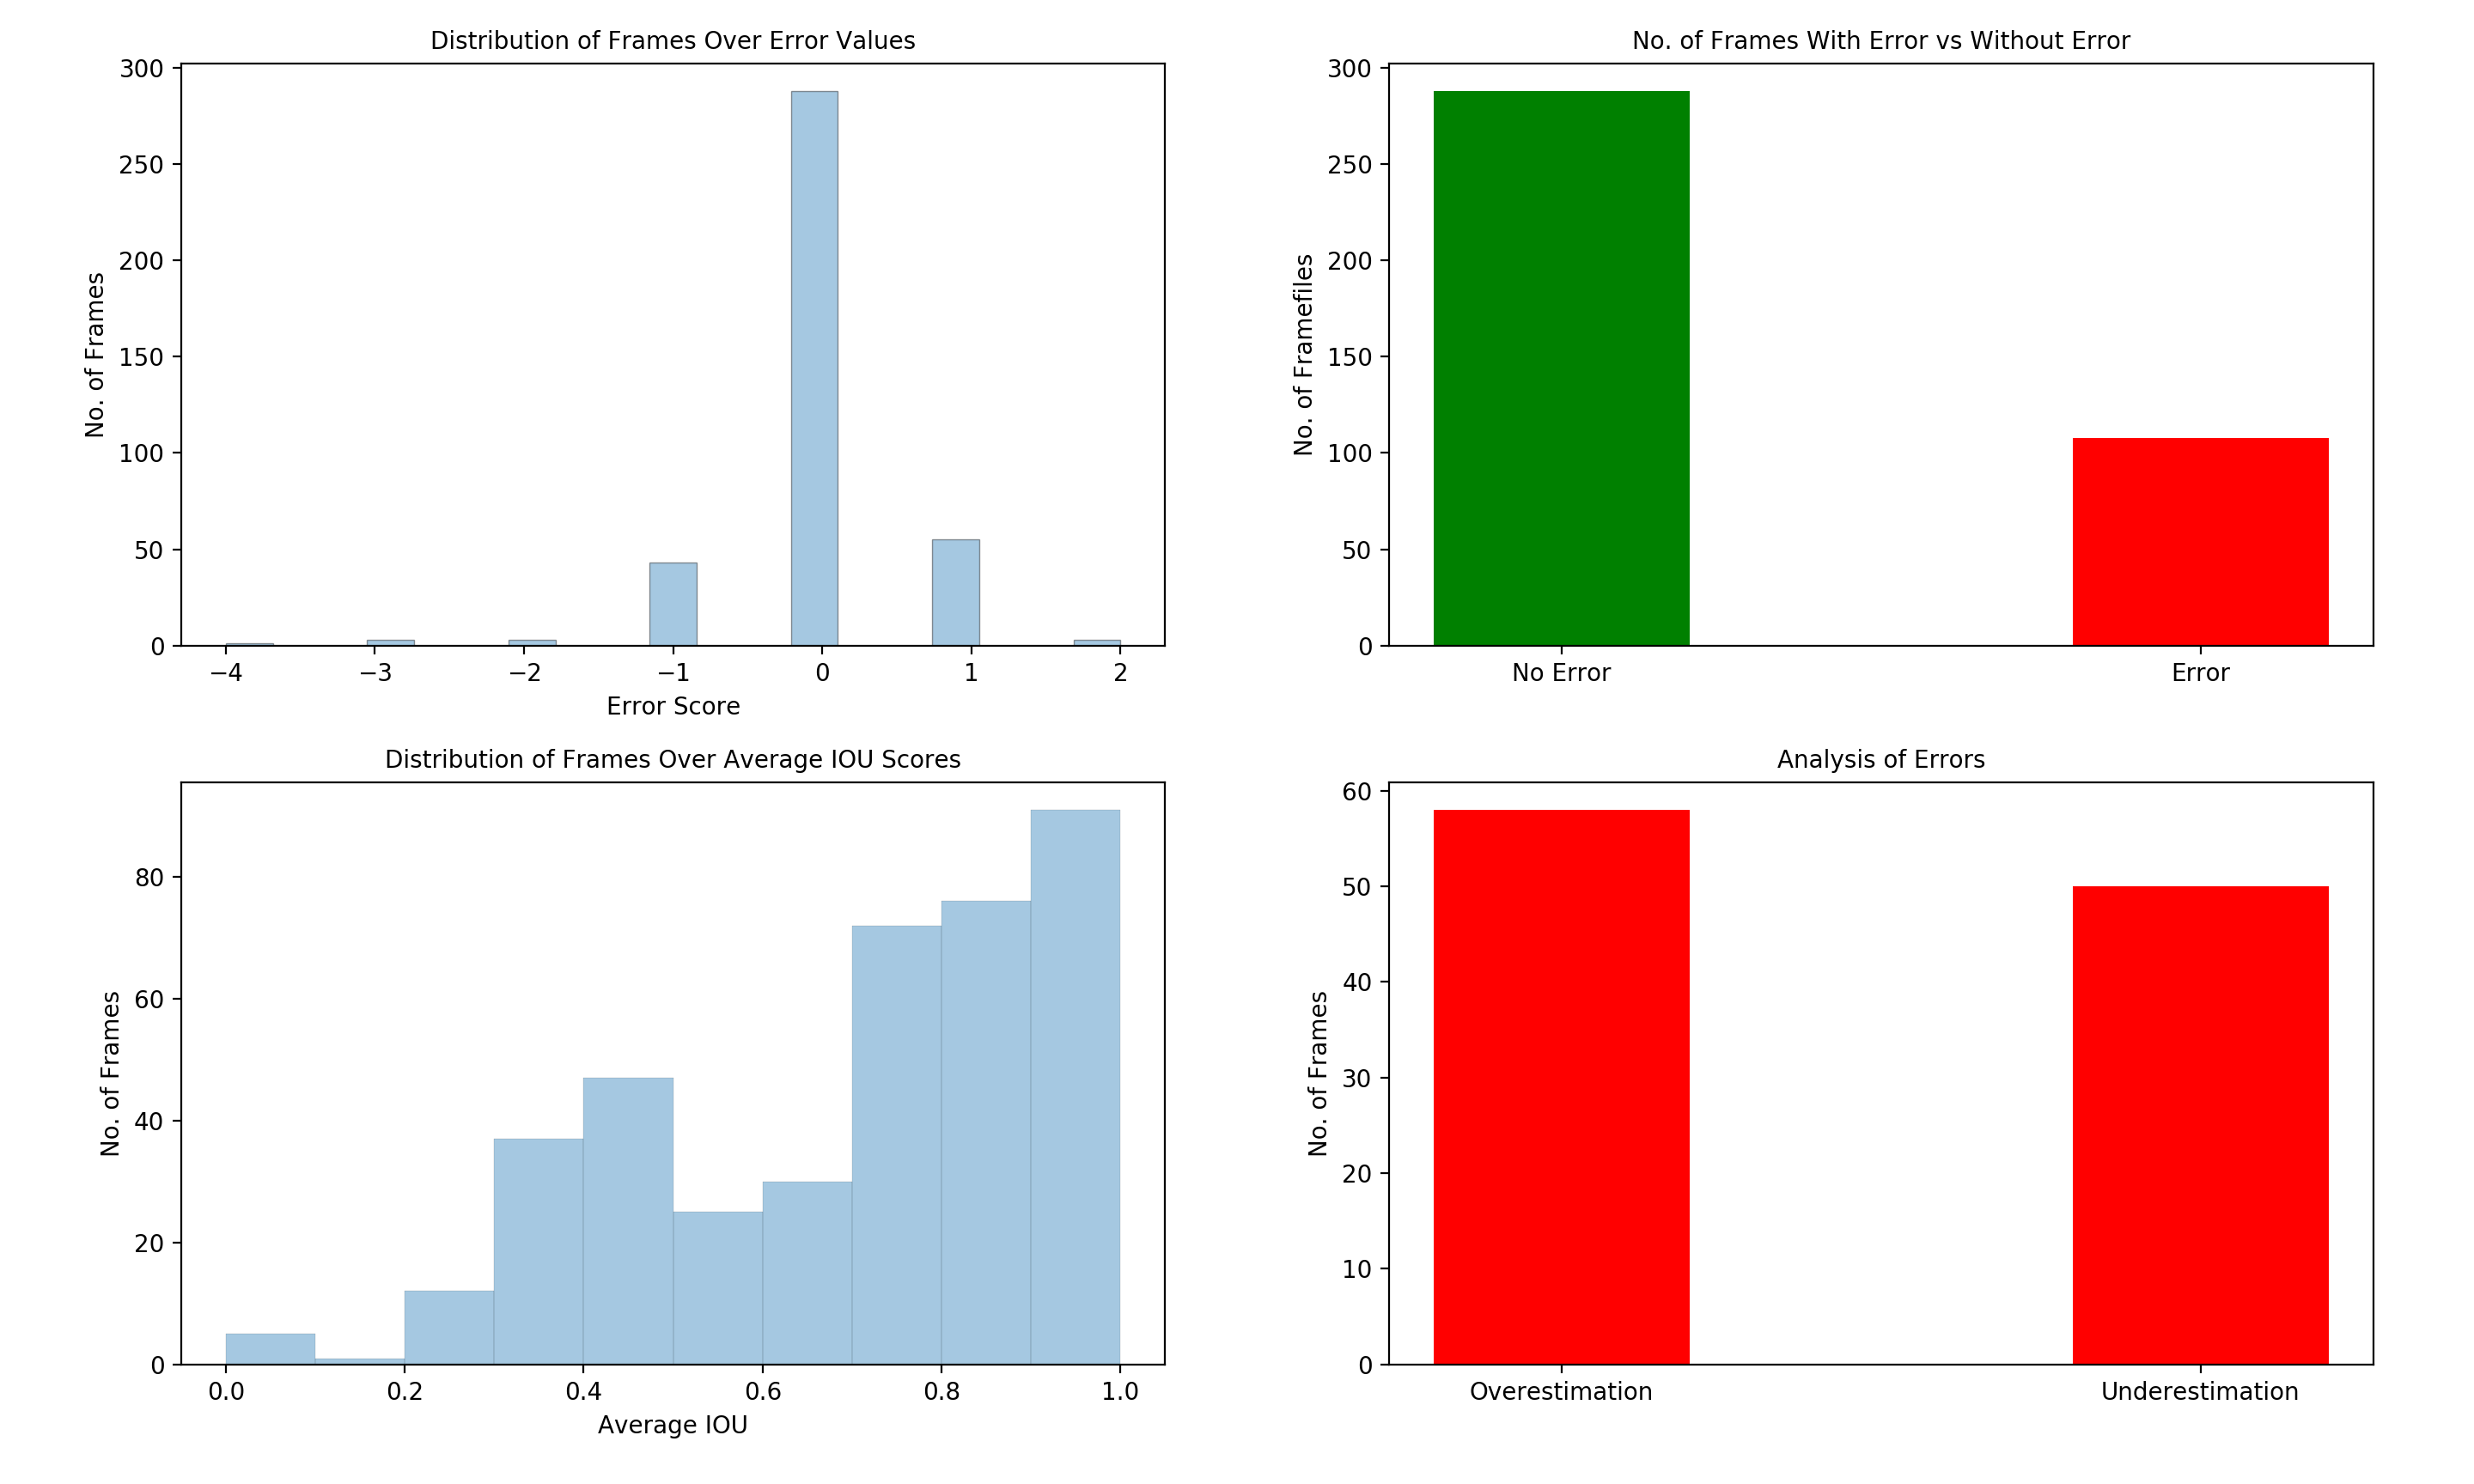 Distribution of Frames Over Error Values
No. of Frames
300
250
200
150
100
50
0
−4 −3 −2 −1 0 1 2
Error Score
No. of Frames With Error vs Without Error
No. of Framefiles
300
250
200
150
100
50
0
No Error Error
Distribution of Frames Over Average IOU Scores
No. of Frames
80
60
40
20
0
0.0 0.2 0.4 0.6 0.8 1.0
Average IOU
Analysis of Errors
No. of Frames
60
50
40
30
20
10
0
Overestimation Underestimation